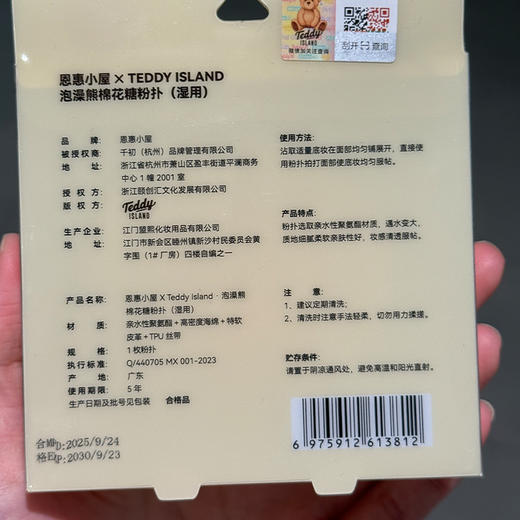 Teddy
ISLAND
微信加关注查询
刮开 查询
恩惠小屋 × TEDDY ISLAND
泡澡熊棉花糖粉扑（湿用）
品 牌： 恩惠小屋
被授权商： 千初（杭州）品牌管理有限公司
地 址： 浙江省杭州市萧山区盈丰街道平澜商务
中心 1 幢 2001 室
授 权 方： 浙江颐创汇文化发展有限公司
版 权 方： Teddy
ISLAND
生产企业： 江门盟熙化妆用品有限公司
地 址： 江门市新会区睦州镇新沙村民委员会黄
字围（1# 厂房）四楼自编之一
产品名称： 恩惠小屋 X Teddy Island · 泡澡熊
棉花糖粉扑（湿用）
材 质： 亲水性聚氨酯＋高密度海绵＋特软
皮革＋TPU 丝带
规 格： 1 枚粉扑
执行标准： Q/440705 MX 001-2023
产 地： 广东
使用期限： 5 年
生产日期及批号见包装 合格品
合MFD:2025/9/24
格EXP:2030/9/23
使用方法：
沾取适量底妆在面部均匀铺展开，直接使
用粉扑拍打面部使底妆均匀服帖。
产品特点：
粉扑选取亲水性聚氨酯材质，遇水变大。
质地细腻柔软亲肤性好，妆感清透服帖。
注 意：
1、建议定期清洗；
2、清洗时注意手法轻柔，切勿用力揉搓。
贮存条件：
请置于阴凉通风处，避免高温和阳光直射。
6 975912 613812